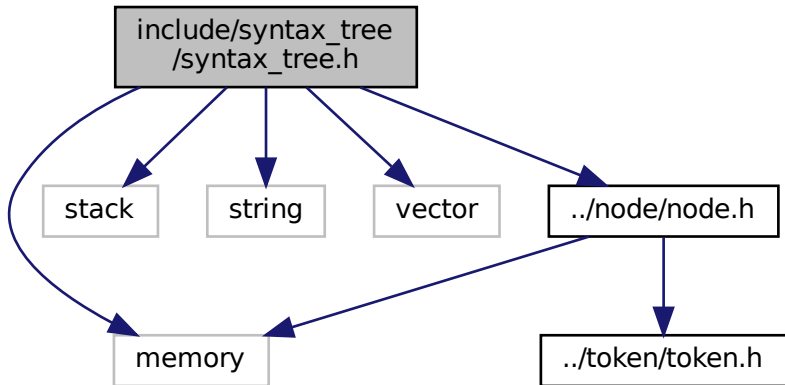 include/syntax_tree
/syntax_tree.h
stack
string
vector
../node/node.h
memory
../token/token.h